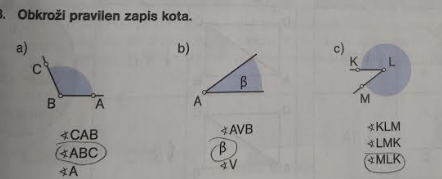 3. Obkroži pravilen zapis kota.
a) b) c)
C B A
A β
K L M
∢CAB
∢ABC
∢A
∢AVB
β
∢V
∢KLM
∢LMK
∢MLK